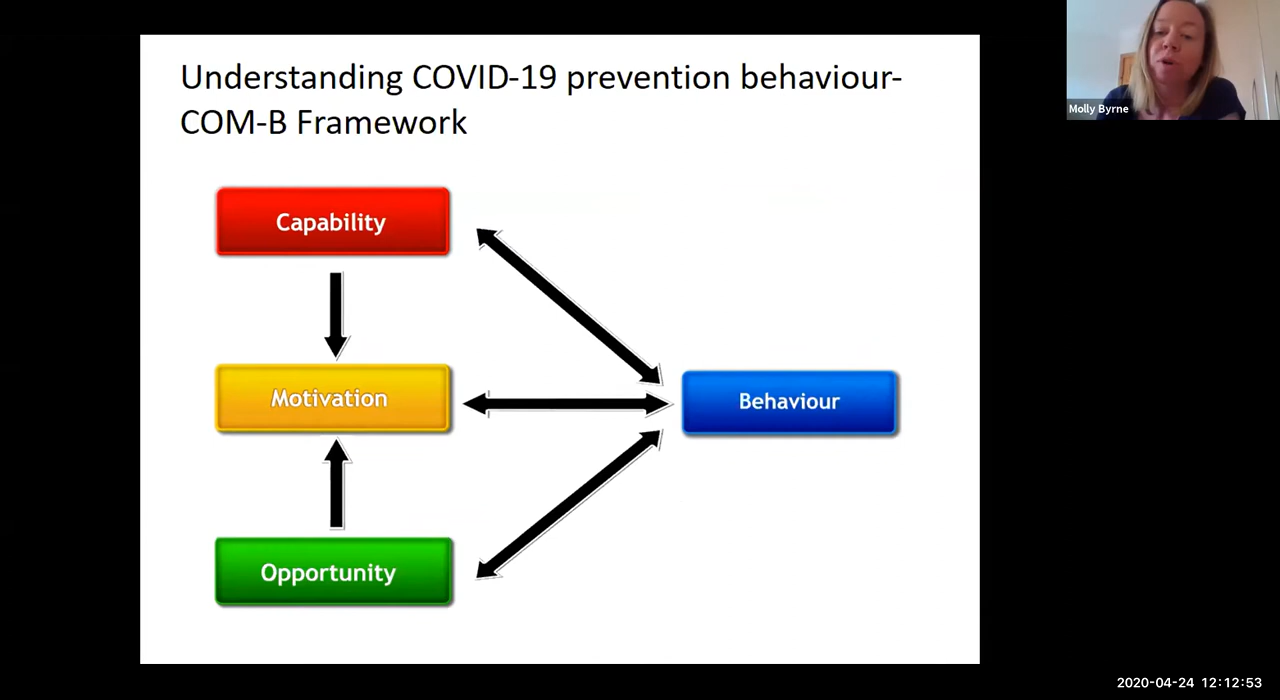 Understanding COVID-19 prevention behaviour-
COM-B Framework
Capability
Motivation
Behaviour
Opportunity
Molly Byrne
2020-04-24 12:12:53